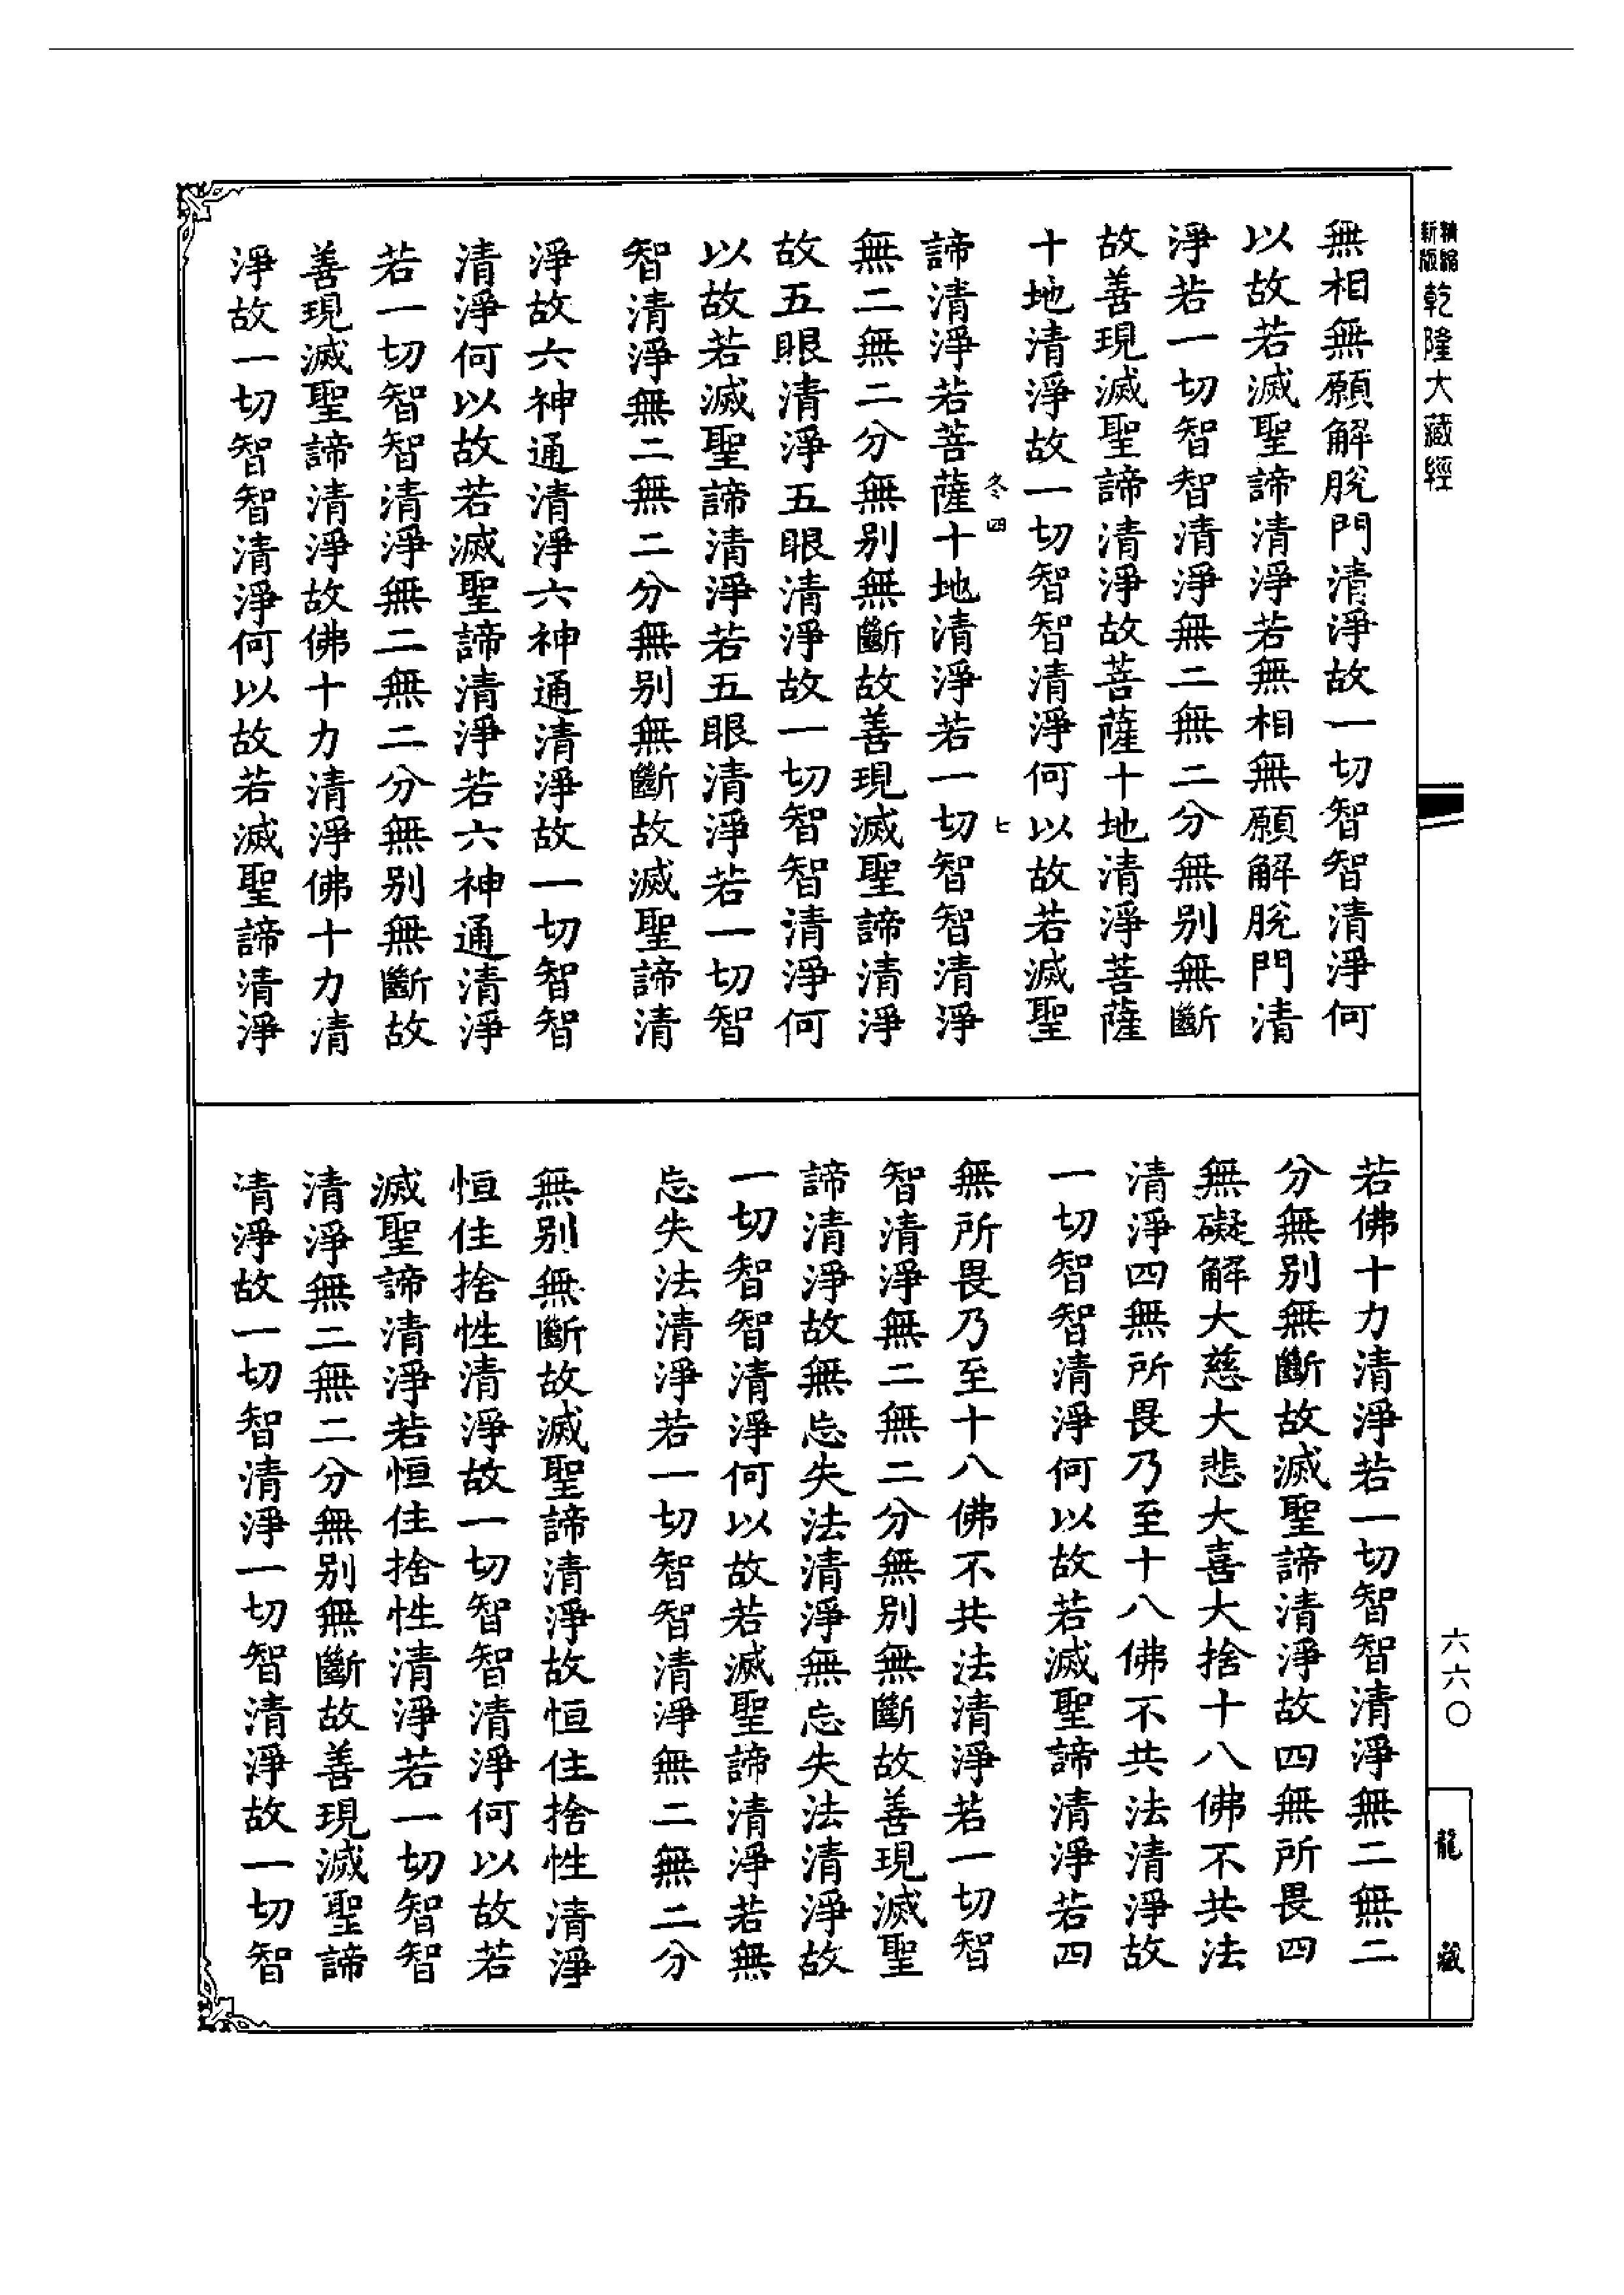 精縮新版乾隆大藏經
無相無願解脫門清淨故一切智智清淨何
以故若滅聖諦清淨若無相無願解脫門清
淨若一切智智清淨無二無二分無別無斷
故善現滅聖諦清淨故菩薩十地清淨菩薩
十地清淨故一切智智清淨何以故若滅聖
冬四 七
諦清淨若菩薩十地清淨若一切智智清淨
無二無二分無別無斷故善現滅聖諦清淨
故五眼清淨五眼清淨故一切智智清淨何
以故若滅聖諦清淨若五眼清淨若一切智
智清淨無二無二分無別無斷故滅聖諦清
淨故六神通清淨六神通清淨故一切智智
清淨何以故若滅聖諦清淨若六神通清淨
若一切智智清淨無二無二分無別無斷故
善現滅聖諦清淨故佛十力清淨佛十力清
淨故一切智智清淨何以故若滅聖諦清淨
若佛十力清淨若一切智智清淨無二無二
分無別無斷故滅聖諦清淨故四無所畏四
無礙解大慈大悲大喜大捨十八佛不共法
清淨四無所畏乃至十八佛不共法清淨故
一切智智清淨何以故若滅聖諦清淨若四
無所畏乃至十八佛不共法清淨若一切智
智清淨無二無二分無別無斷故善現滅聖
諦清淨故無忘失法清淨無忘失法清淨故
一切智智清淨何以故若滅聖諦清淨若無
忘失法清淨若一切智智清淨無二無二分
無別無斷故滅聖諦清淨故恒住捨性清淨
恒住捨性清淨故一切智智清淨何以故若
滅聖諦清淨若恒住捨性清淨若一切智智
清淨無二無二分無別無斷故善現滅聖諦
清淨故一切智清淨一切智清淨故一切智
六六〇
龍藏